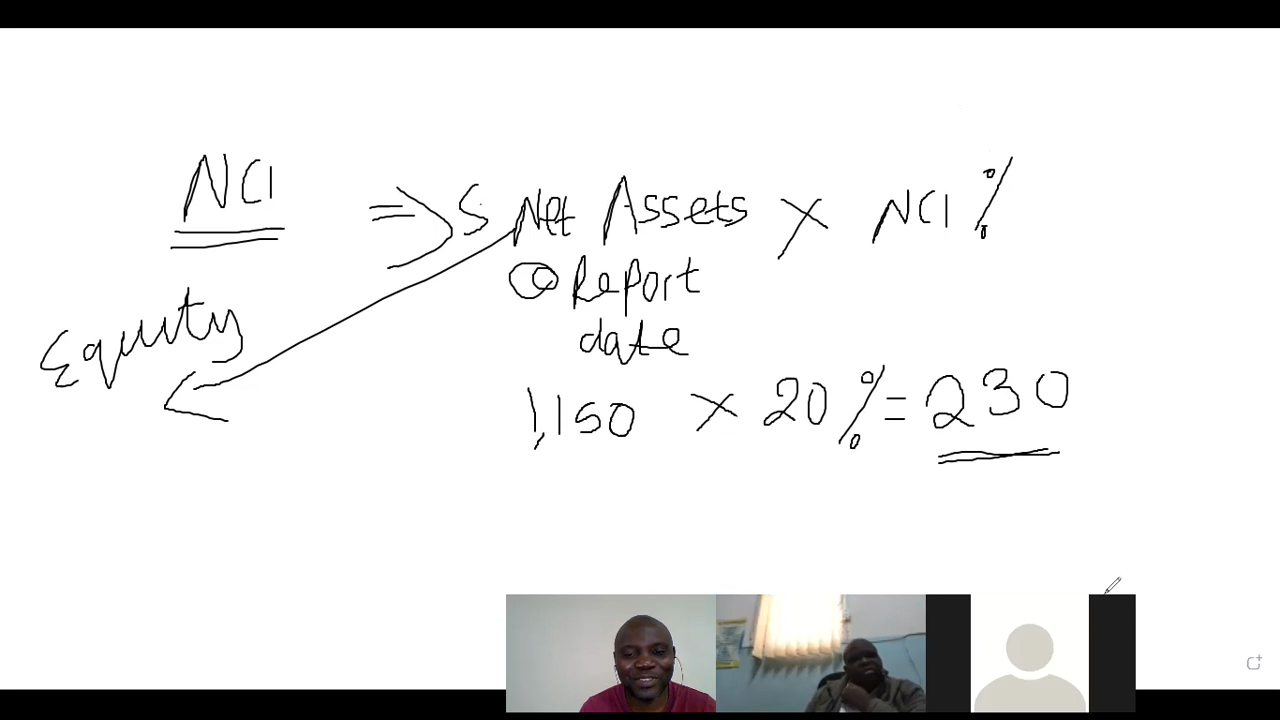 NCI => S Net Assets X NCI %
@ Report
date
Equity
1,150 X 20% = 230